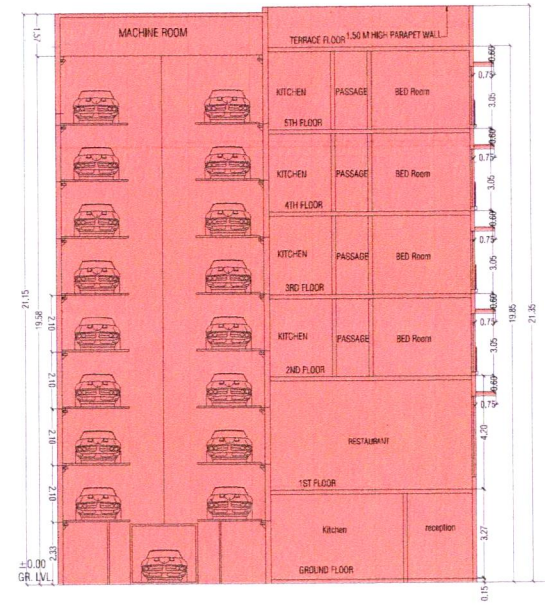 MACHINE ROOM
TERRACE FLOOR 1.50 M HIGH PARAPET WALL
1.57
0.60
0.75
3.05
KITCHEN PASSAGE BED Room
5TH FLOOR
0.60
0.75
3.05
KITCHEN PASSAGE BED Room
4TH FLOOR
0.60
0.75
3.05
KITCHEN PASSAGE BED Room
3RD FLOOR
0.60
0.75
3.05
KITCHEN PASSAGE BED Room
2ND FLOOR
0.60
0.75
21.15
19.58
19.85
21.35
2.10
2.10
2.10
2.10
RESTAURANT
4.20
1ST FLOOR
Kitchen reception
3.27
2.33
±0.00
GR. LVL.
GROUND FLOOR
0.15